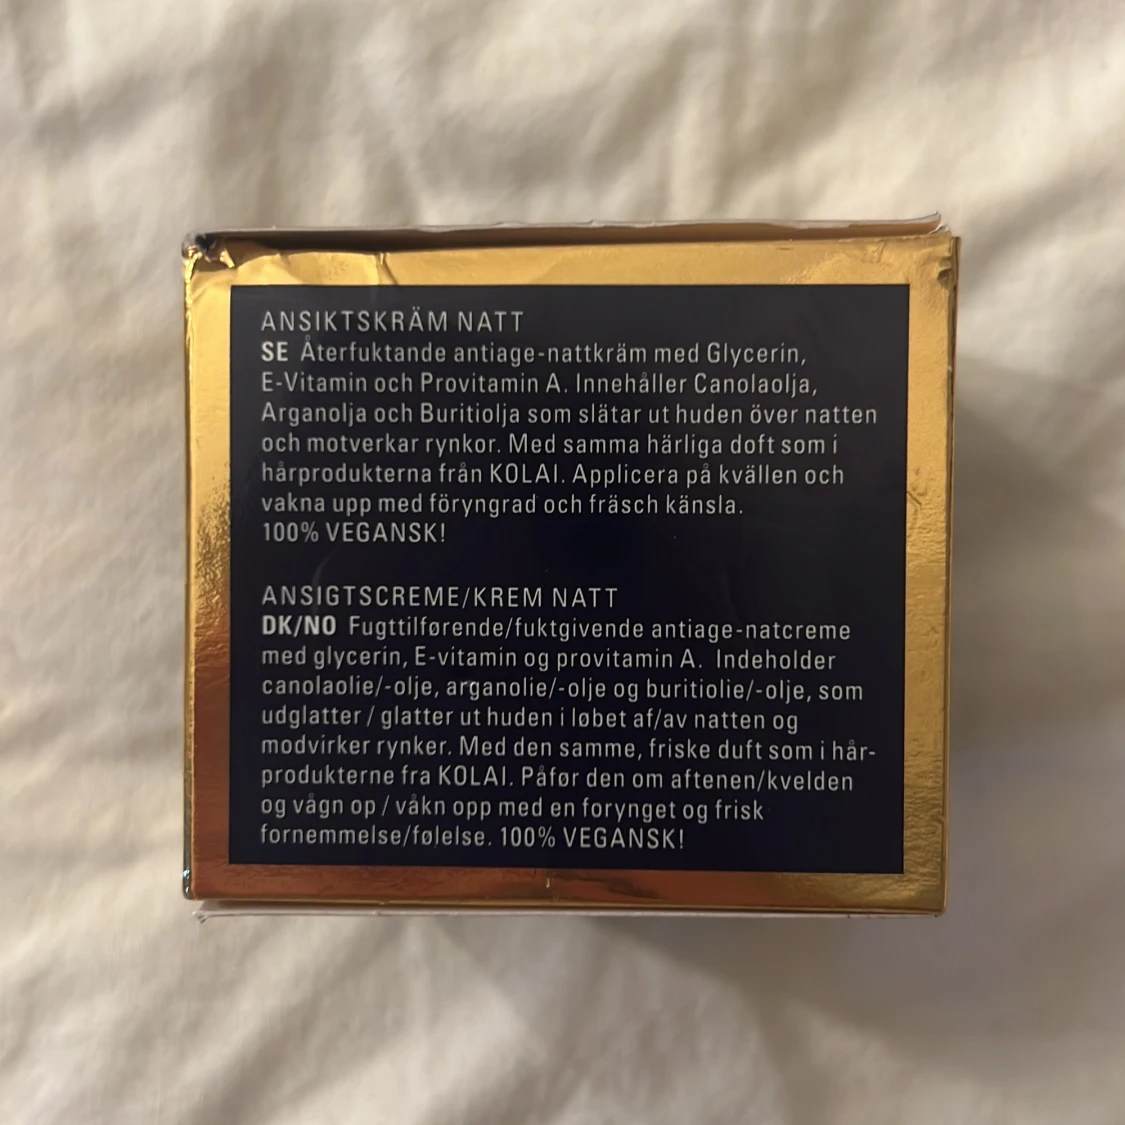 ANSIKTSKRÄM NATT
SE Återfuktande antiage-nattkräm med Glycerin,
E-Vitamin och Provitamin A. Innehåller Canolaolja,
Arganolja och Buritiolja som slätar ut huden över natten
och motverkar rynkor. Med samma härliga doft som i
hårprodukterna från KOLAI. Applicera på kvällen och
vakna upp med föryngrad och fräsch känsla.
100% VEGANSK!
ANSIGTSCREME/KREM NATT
DK/NO Fugttilførende/fuktgivende antiage-natcreme
med glycerin, E-vitamin og provitamin A. Indeholder
canolaolie/-olje, arganolie/-olje og buritiolie/-olje, som
udglatter / glatter ut huden i løbet af/av natten og
modvirker rynker. Med den samme, friske duft som i hår-
produkterne fra KOLAI. Påfør den om aftenen/kvelden
og vågn op / våkn opp med en forynget og frisk
fornemmelse/følelse. 100% VEGANSK!